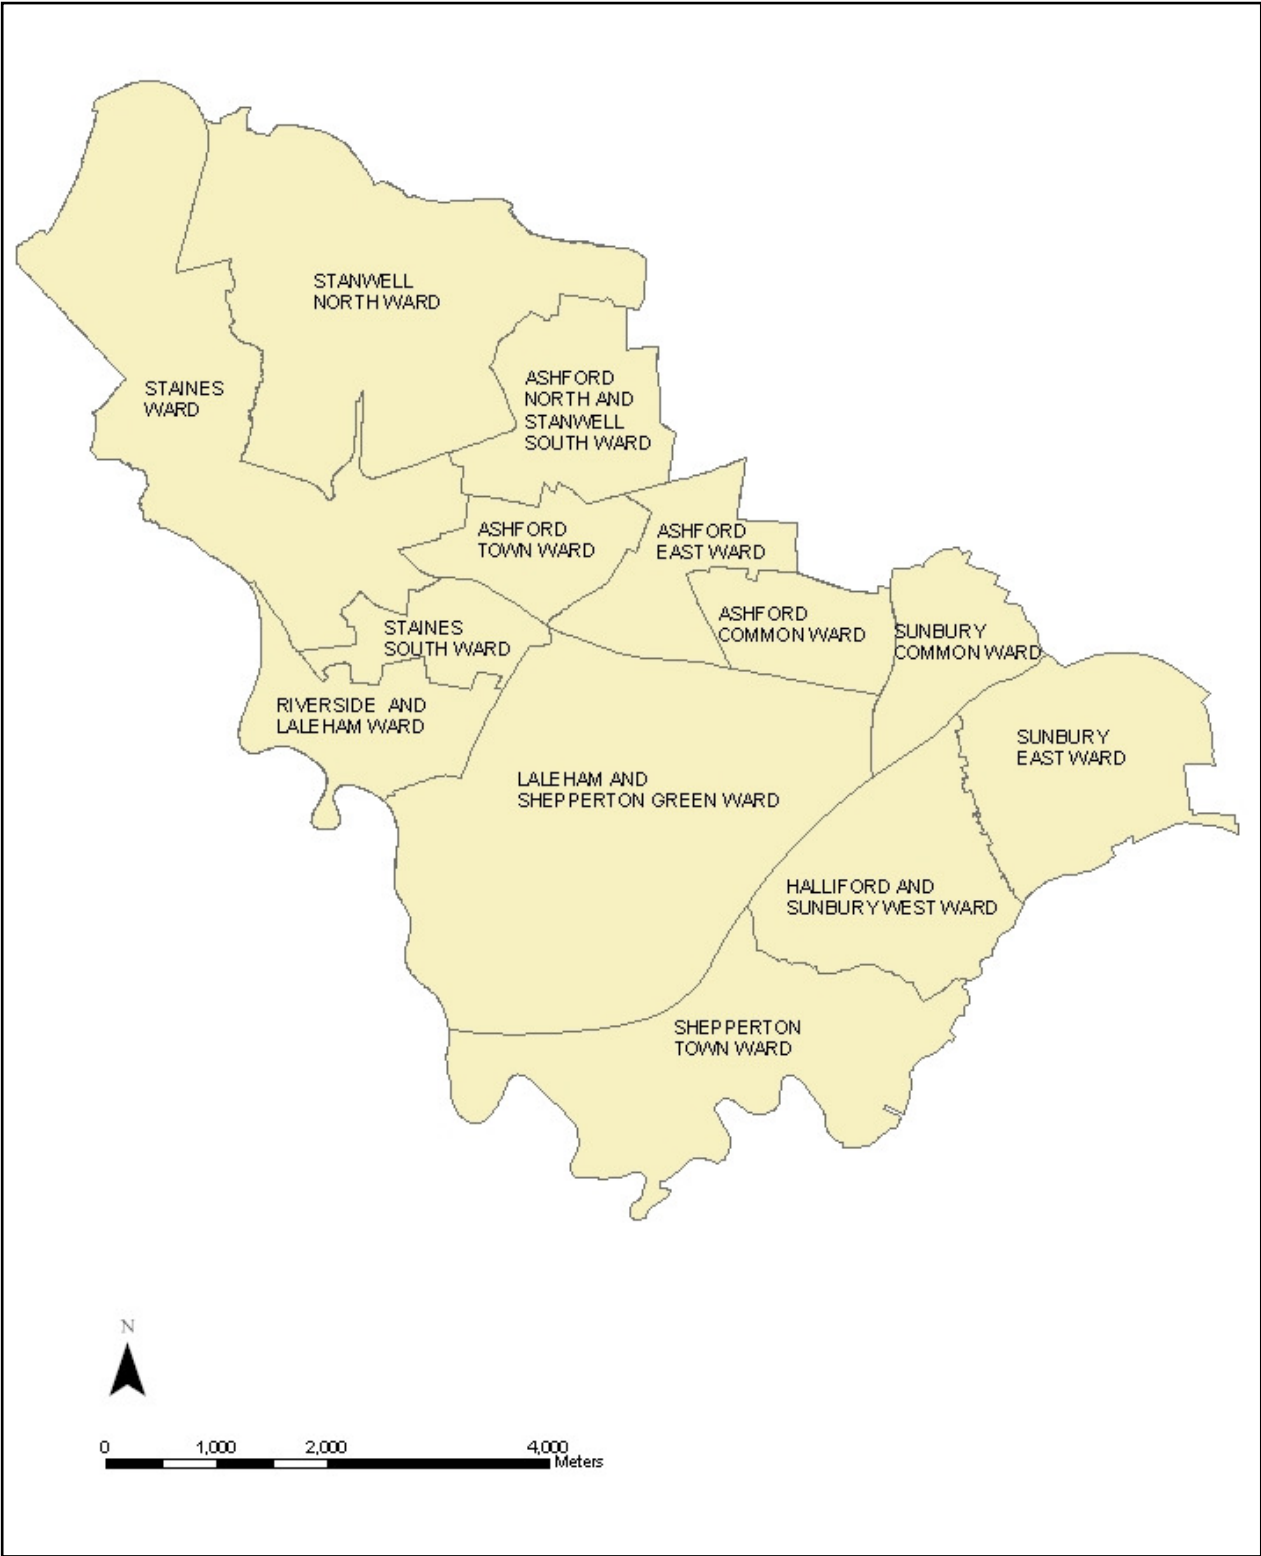 STANWELL
NORTH WARD
STAINES
WARD
ASHFORD
NORTH AND
STANWELL
SOUTH WARD
ASHFORD
TOWN WARD
ASHFORD
EAST WARD
STAINES
SOUTH WARD
ASHFORD
COMMON WARD
SUNBURY
COMMON WARD
RIVERSIDE AND
LALEHAM WARD
SUNBURY
EAST WARD
LALEHAM AND
SHEPPERTON GREEN WARD
HALLIFORD AND
SUNBURY WEST WARD
SHEPPERTON
TOWN WARD
N
0 1,000 2,000 4,000
Meters